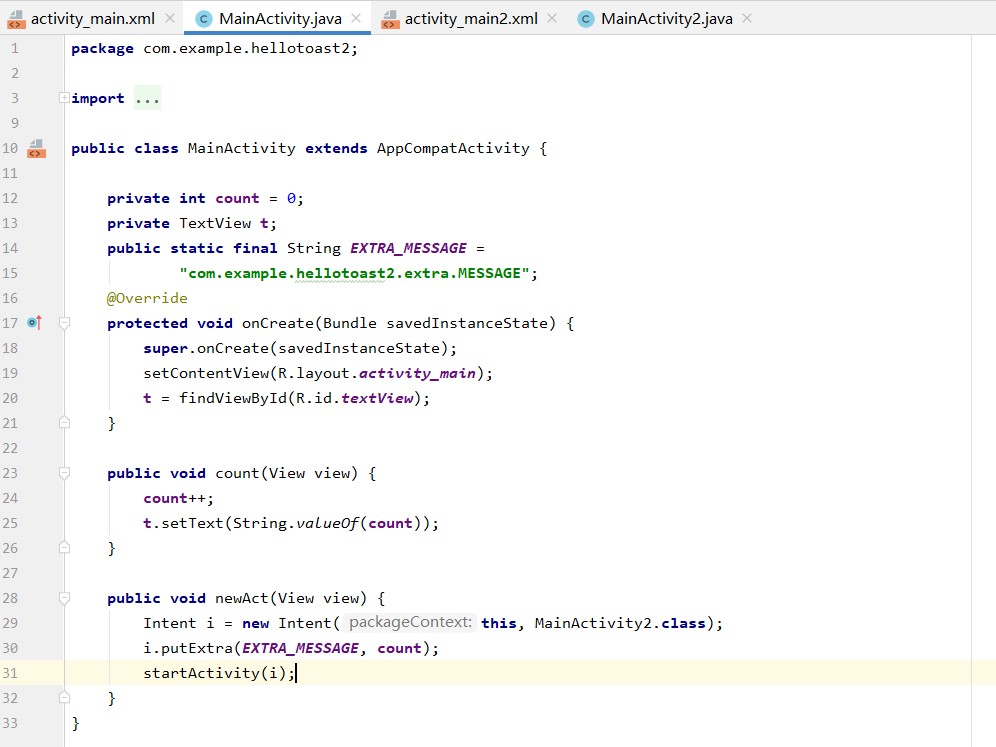 activity_main.xml × MainActivity.java × activity_main2.xml × MainActivity2.java ×
1 package com.example.hellotoast2;
2
3 import ...
9
10 public class MainActivity extends AppCompatActivity {
11
12     private int count = 0;
13     private TextView t;
14     public static final String EXTRA_MESSAGE =
15             "com.example.hellotoast2.extra.MESSAGE";
16     @Override
17     protected void onCreate(Bundle savedInstanceState) {
18         super.onCreate(savedInstanceState);
19         setContentView(R.layout.activity_main);
20         t = findViewById(R.id.textView);
21     }
22
23     public void count(View view) {
24         count++;
25         t.setText(String.valueOf(count));
26     }
27
28     public void newAct(View view) {
29         Intent i = new Intent( packageContext: this, MainActivity2.class);
30         i.putExtra(EXTRA_MESSAGE, count);
31         startActivity(i);
32     }
33 }